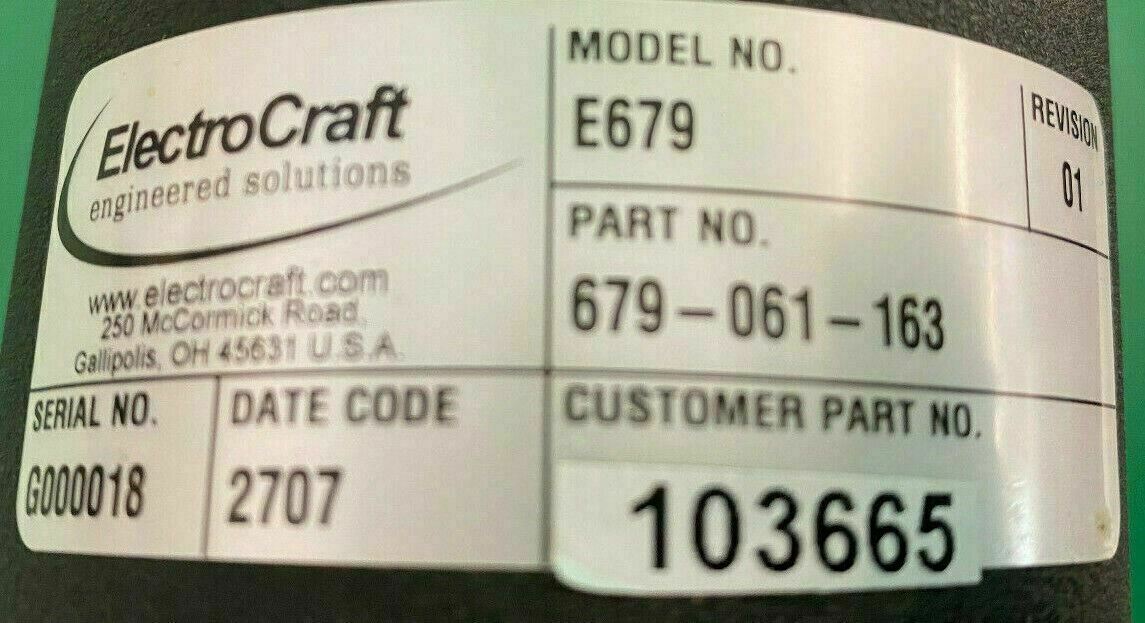 ElectroCraft
engineered solutions
www.electrocraft.com
250 McCormick Road,
Gallipolis, OH 45631 U.S.A.
MODEL NO.
E679
REVISION
01
PART NO.
679-061-163
SERIAL NO.
G000018
DATE CODE
2707
CUSTOMER PART NO.
103665